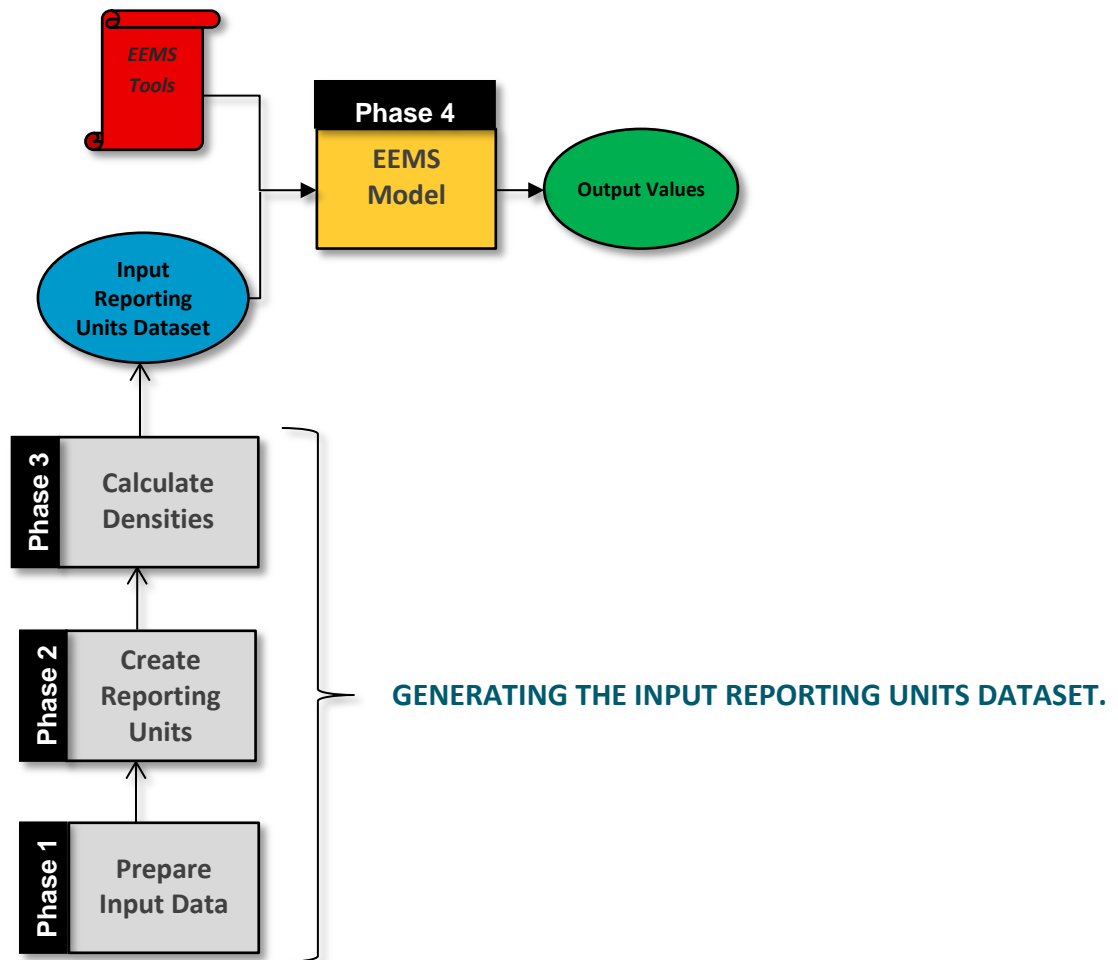 EEMS
Tools
Phase 4
EEMS
Model
Output Values
Input
Reporting
Units Dataset
Phase 3
Calculate
Densities
Phase 2
Create
Reporting
Units
GENERATING THE INPUT REPORTING UNITS DATASET.
Phase 1
Prepare
Input Data